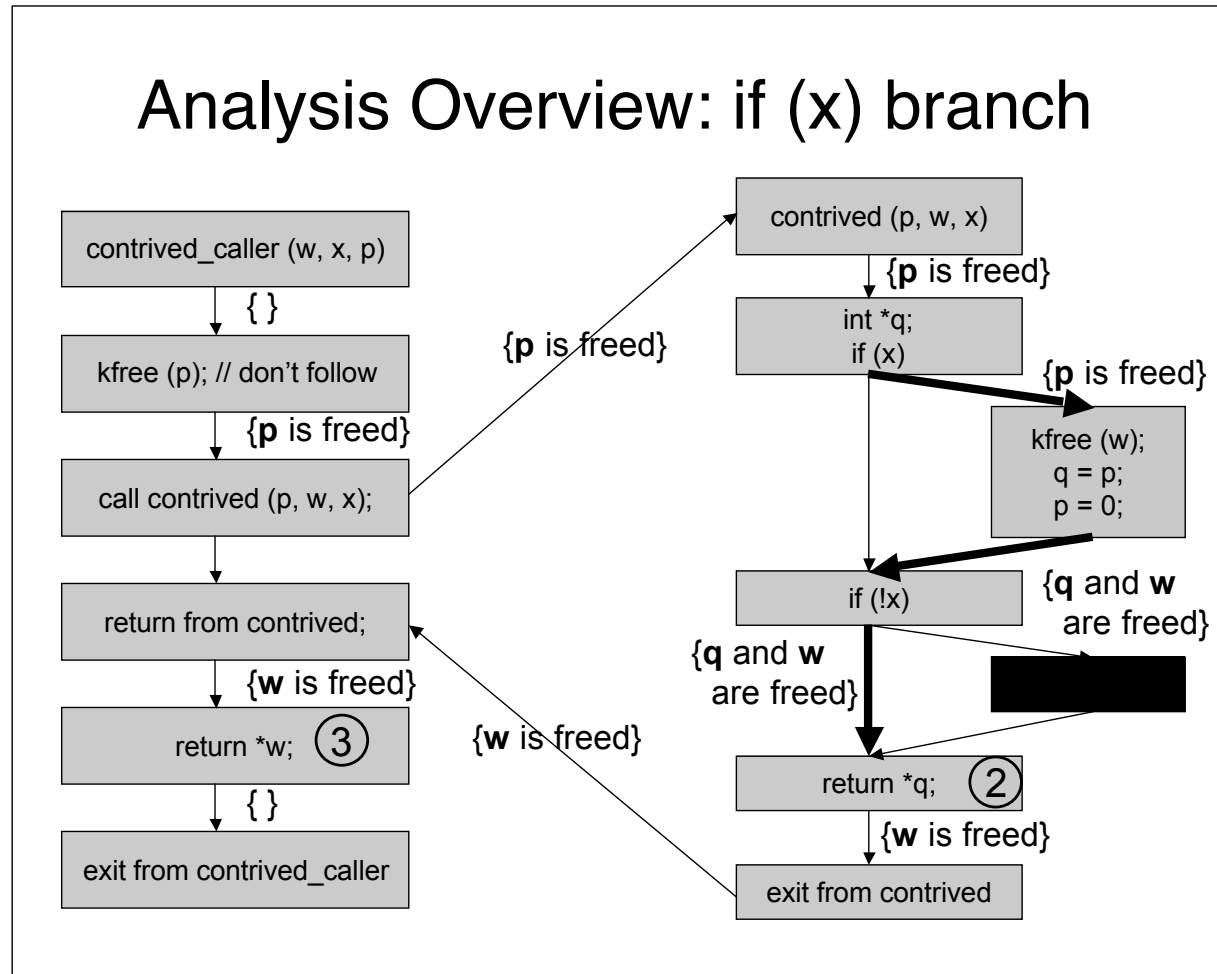 Analysis Overview: if (x) branch
contrived_caller (w, x, p)
{ }
kfree (p); // don’t follow
{p is freed}
call contrived (p, w, x);
return from contrived;
{w is freed}
return *w; ③
{ }
exit from contrived_caller
{p is freed}
{w is freed}
contrived (p, w, x)
{p is freed}
int *q;
if (x)
{p is freed}
kfree (w);
q = p;
p = 0;
if (!x)
{q and w
are freed}
{q and w
are freed}
return *q; ②
{w is freed}
exit from contrived